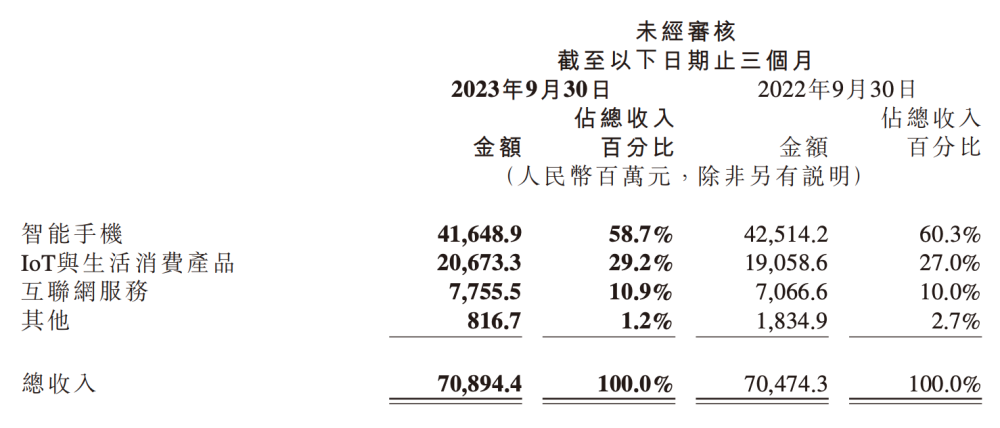 未經審核
截至以下日期止三個月
2023年9月30日 2022年9月30日
佔總收入 佔總收入
金額 百分比 金額 百分比
(人民幣百萬元，除非另有説明)
智能手機 41,648.9 58.7% 42,514.2 60.3%
IoT與生活消費產品 20,673.3 29.2% 19,058.6 27.0%
互聯網服務 7,755.5 10.9% 7,066.6 10.0%
其他 816.7 1.2% 1,834.9 2.7%
總收入 70,894.4 100.0% 70,474.3 100.0%